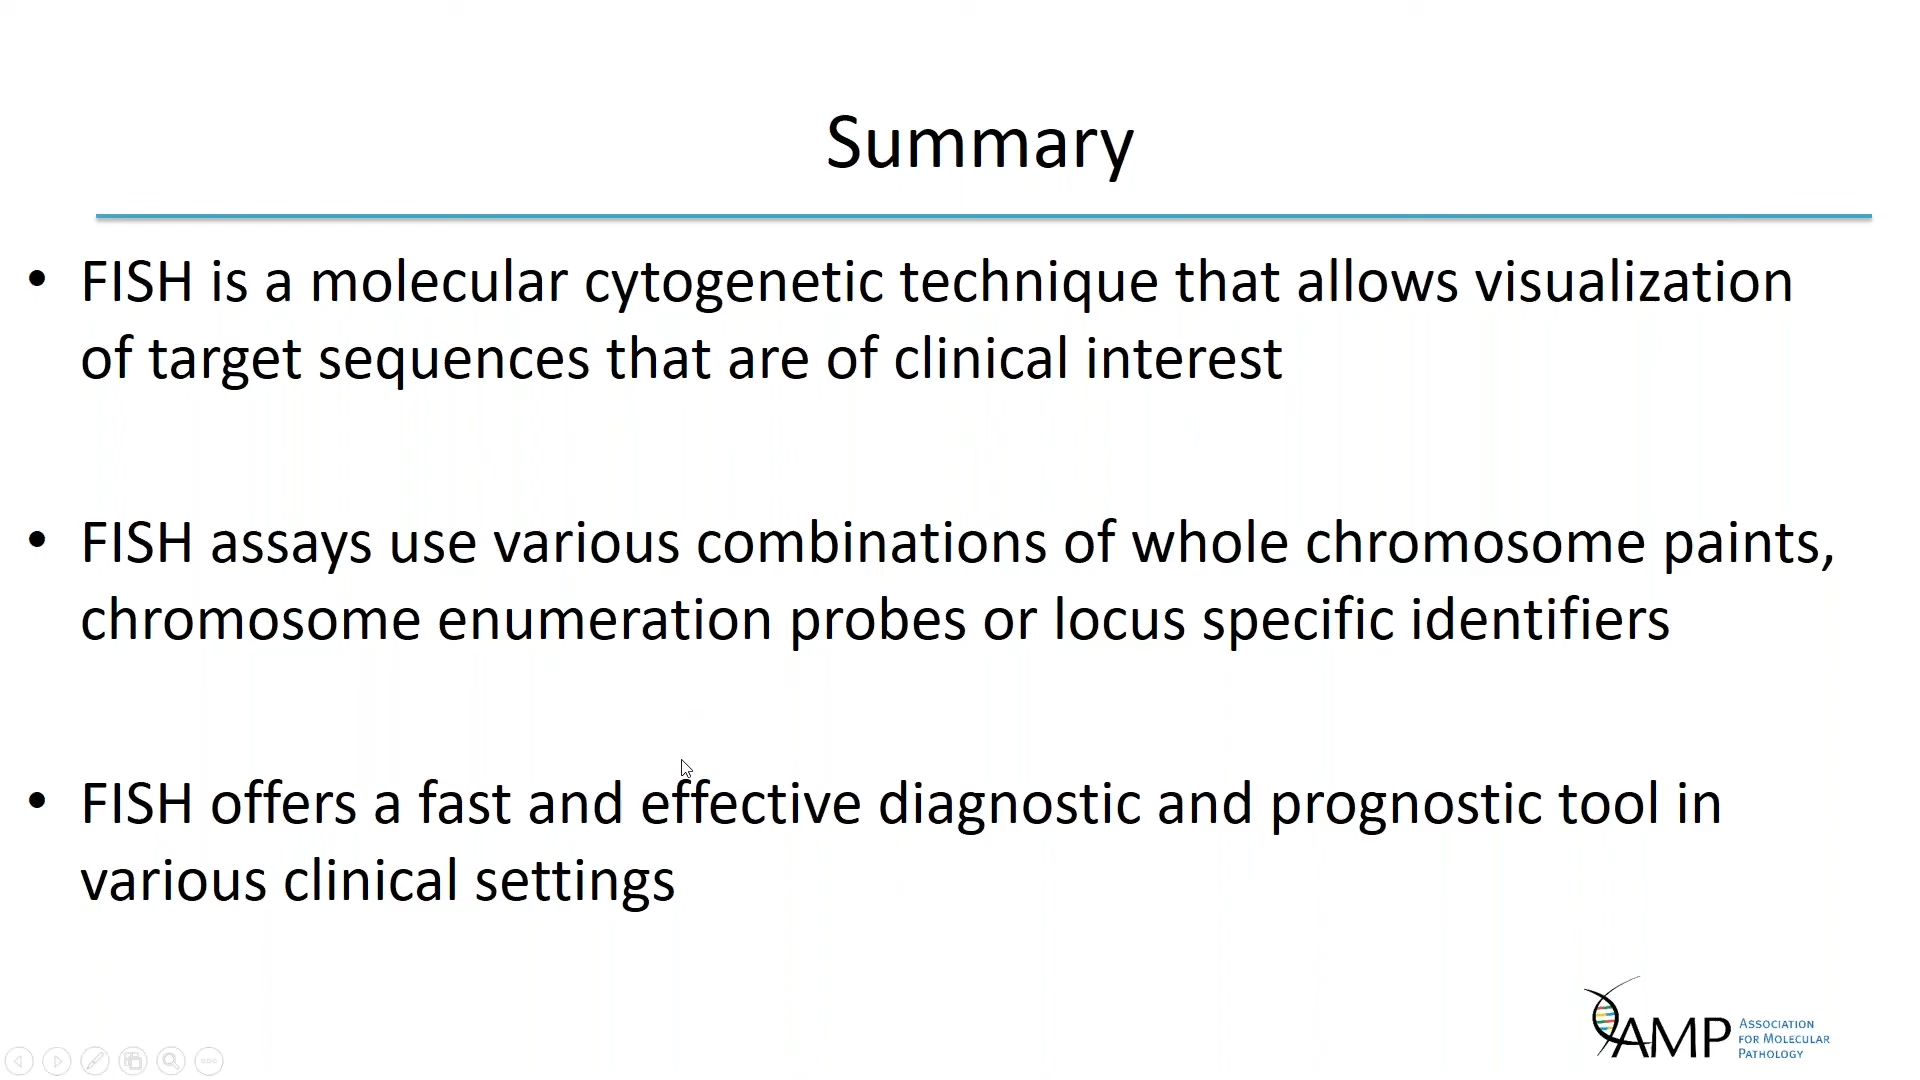 Summary
• FISH is a molecular cytogenetic technique that allows visualization
of target sequences that are of clinical interest
• FISH assays use various combinations of whole chromosome paints,
chromosome enumeration probes or locus specific identifiers
• FISH offers a fast and effective diagnostic and prognostic tool in
various clinical settings
AMP
ASSOCIATION
FOR MOLECULAR
PATHOLOGY